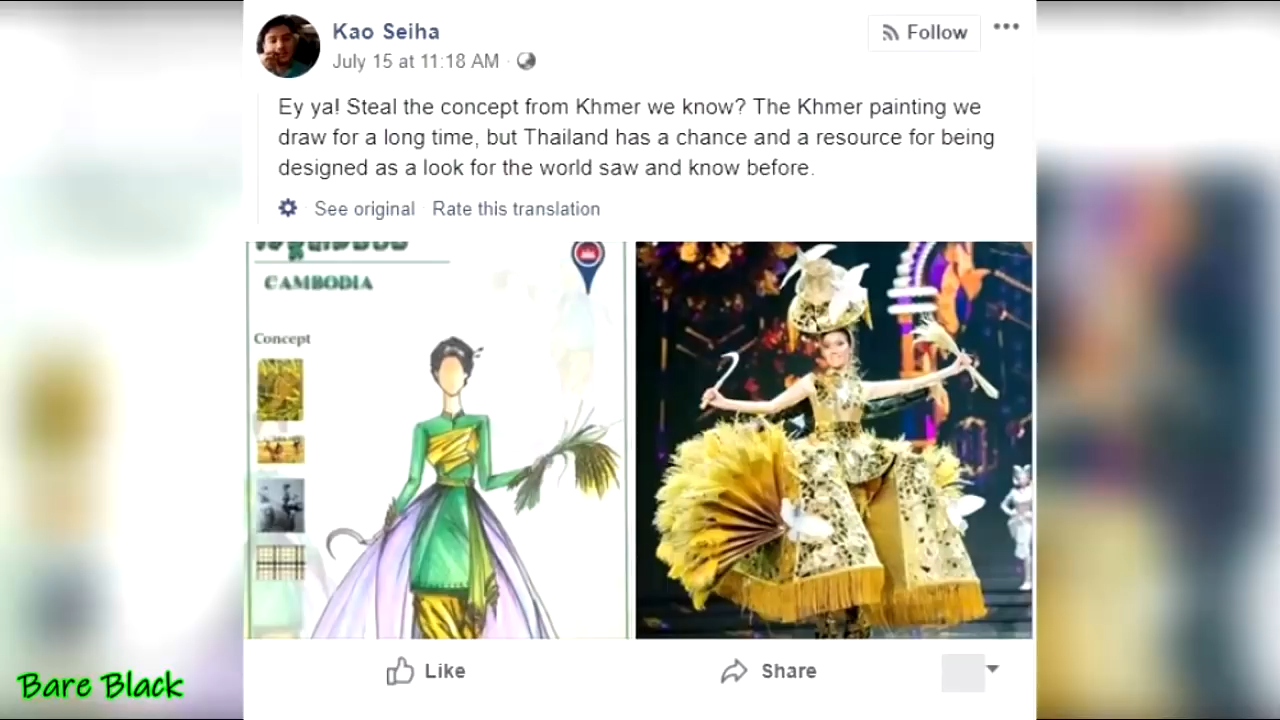 Kao Seiha
Follow
July 15 at 11:18 AM
Ey ya! Steal the concept from Khmer we know? The Khmer painting we
draw for a long time, but Thailand has a chance and a resource for being
designed as a look for the world saw and know before.
See original · Rate this translation
CAMBODIA
Concept
Like
Share
Bare Black